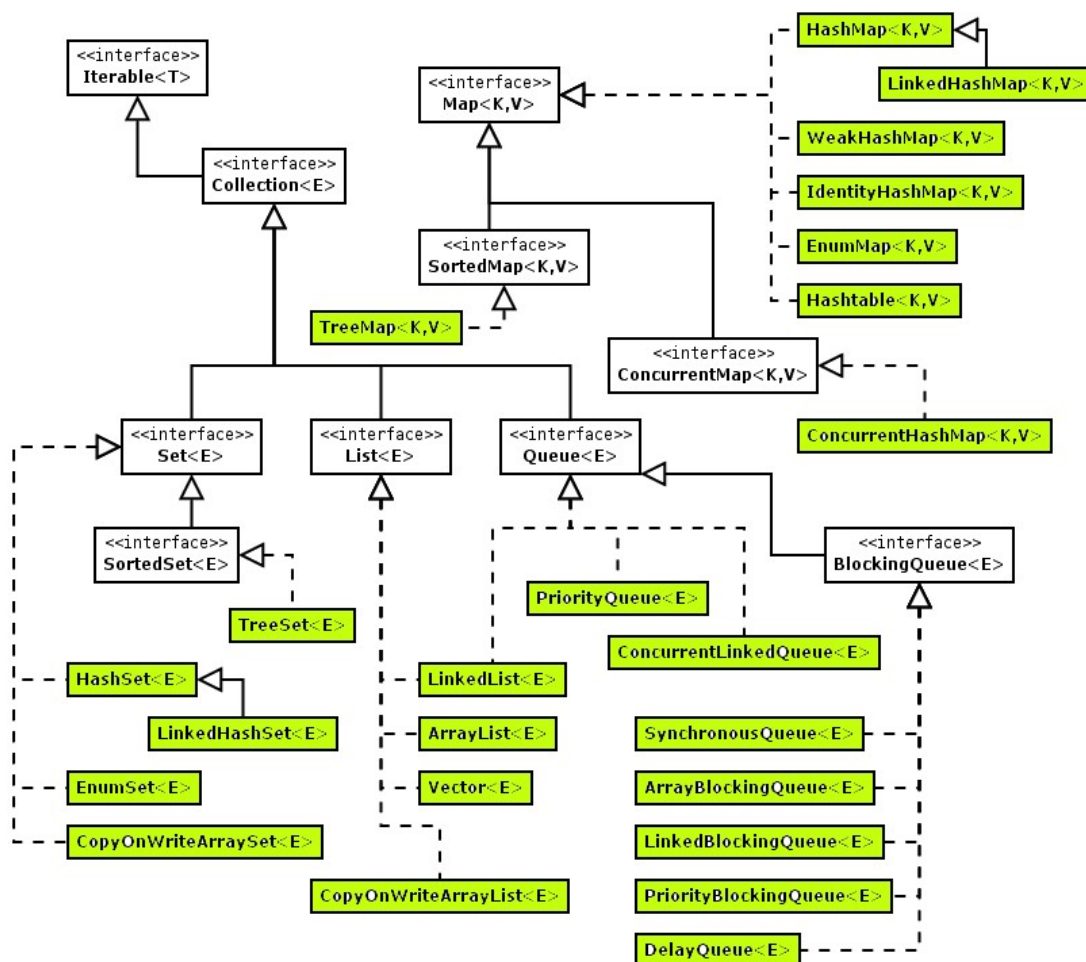 <<interface>>
Iterable<T>
<<interface>>
Collection<E>
<<interface>>
Map<K,V>
HashMap<K,V>
LinkedHashMap<K,V>
WeakHashMap<K,V>
IdentityHashMap<K,V>
EnumMap<K,V>
Hashtable<K,V>
<<interface>>
SortedMap<K,V>
TreeMap<K,V>
<<interface>>
ConcurrentMap<K,V>
ConcurrentHashMap<K,V>
<<interface>>
Set<E>
<<interface>>
List<E>
<<interface>>
Queue<E>
<<interface>>
SortedSet<E>
<<interface>>
BlockingQueue<E>
TreeSet<E>
PriorityQueue<E>
ConcurrentLinkedQueue<E>
HashSet<E>
LinkedHashSet<E>
EnumSet<E>
CopyOnWriteArraySet<E>
LinkedList<E>
ArrayList<E>
Vector<E>
CopyOnWriteArrayList<E>
SynchronousQueue<E>
ArrayBlockingQueue<E>
LinkedBlockingQueue<E>
PriorityBlockingQueue<E>
DelayQueue<E>